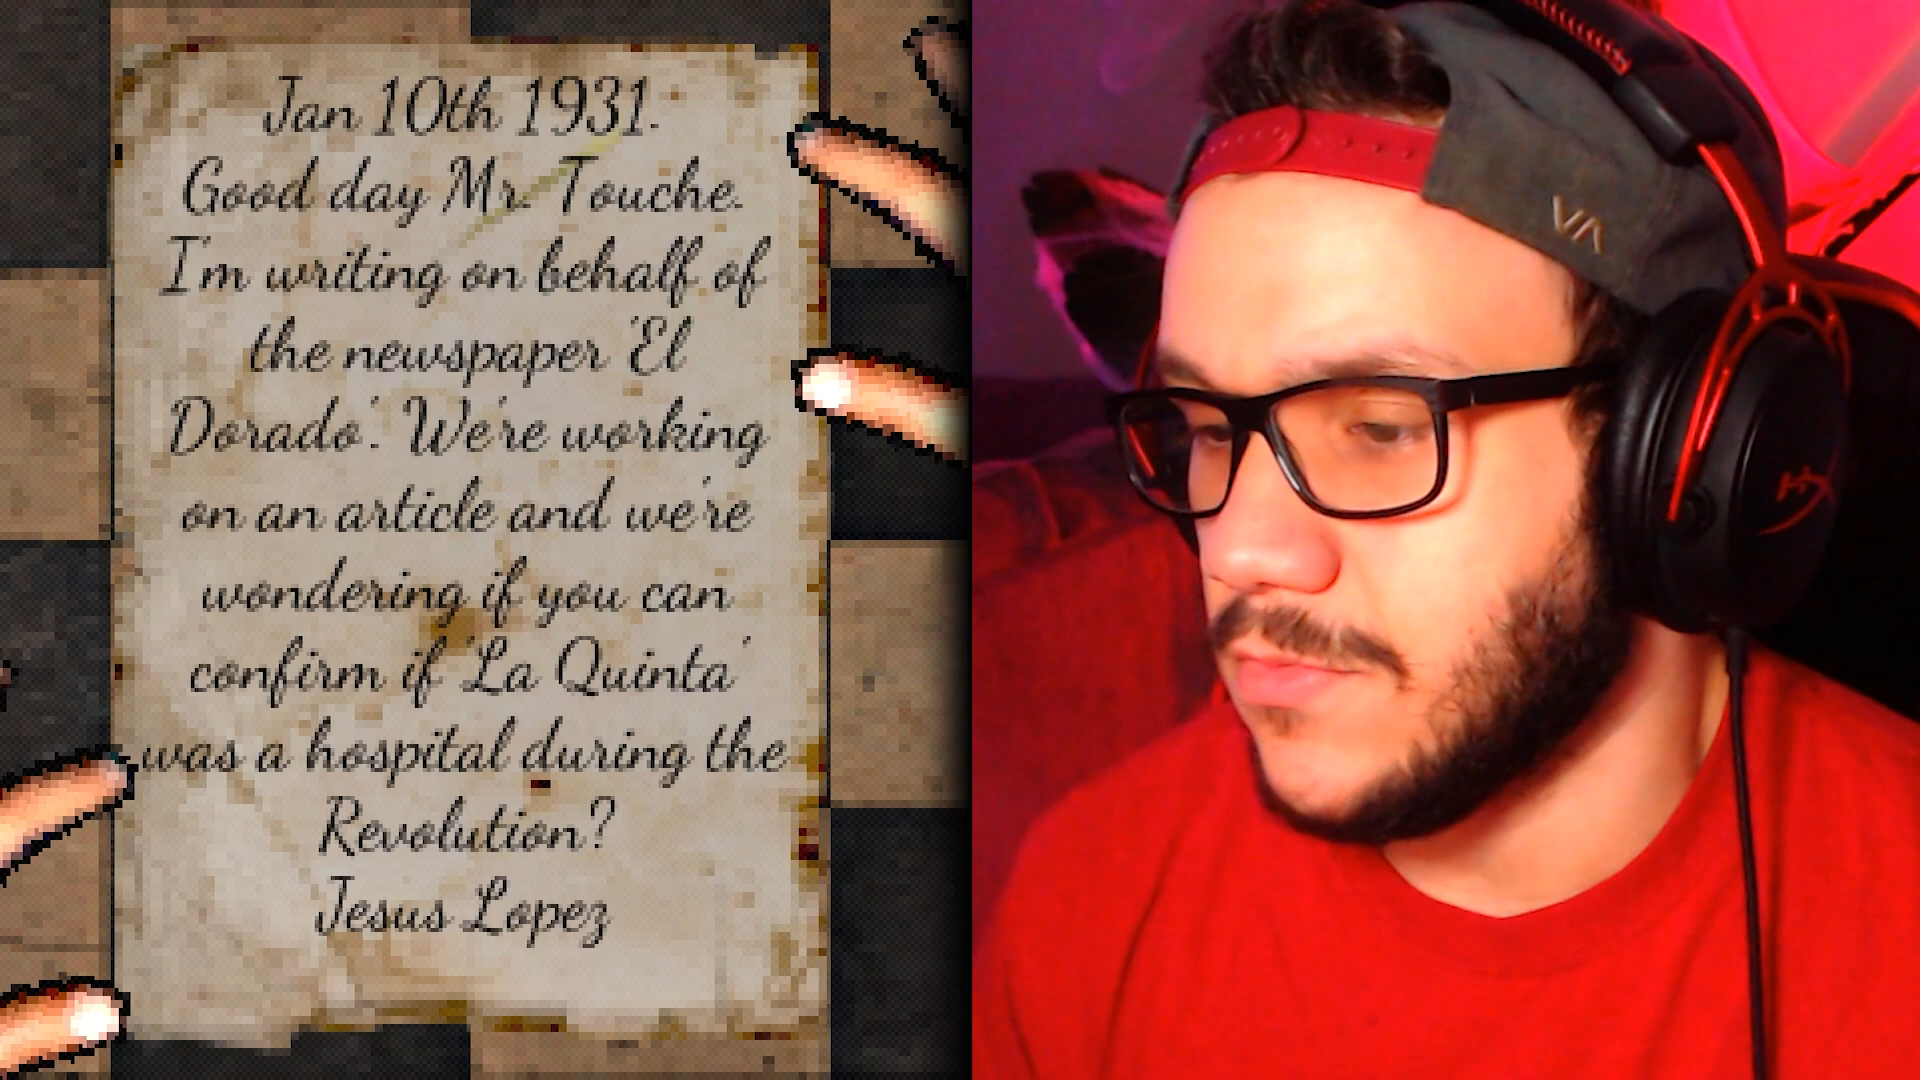 Jan 10th 1931.
Good day Mr. Touche.
I'm writing on behalf of
the newspaper 'El
Dorado'. We're working
on an article and we're
wondering if you can
confirm if 'La Quinta'
was a hospital during the
Revolution?
Jesus Lopez
VA
HX